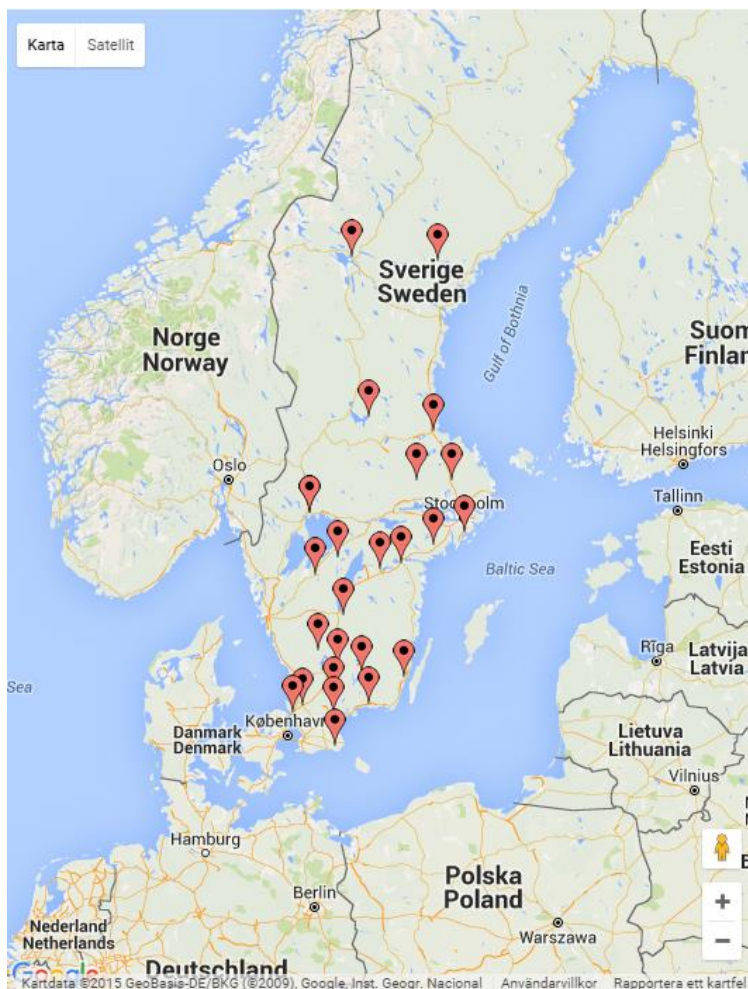 Karta Satellit
Sverige
Sweden
Norge
Norway
Gulf of Bothnia
Suom
Finlar
Helsinki
Helsingfors
Oslo
Tallinn
Stockholm
Eesti
Estonia
Baltic Sea
Rīga
Latvija
Latvia
Sea
Danmark
Denmark
København
Lietuva
Lithuania
Vilnius
Hamburg
Berlin
Polska
Poland
Nederland
Netherlands
Warszawa
Deutschland
Google
Kartdata ©2015 GeoBasis-DE/BKG (©2009), Google, Inst. Geogr. Nacional Användarvillkor Rapportera ett kartfel